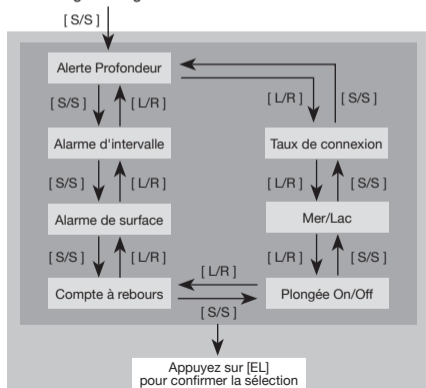 [ S/S ]
Alerte Profondeur
[ S/S ] [ L/R ] [ L/R ] [ S/S ]
Alarme d'intervalle Taux de connexion
[ S/S ] [ L/R ] [ L/R ] [ S/S ]
Alarme de surface Mer/Lac
[ S/S ] [ L/R ] [ L/R ] [ L/R ] [ S/S ]
Compte à rebours Plongée On/Off
[ S/S ]
Appuyez sur [EL]
pour confirmer la sélection